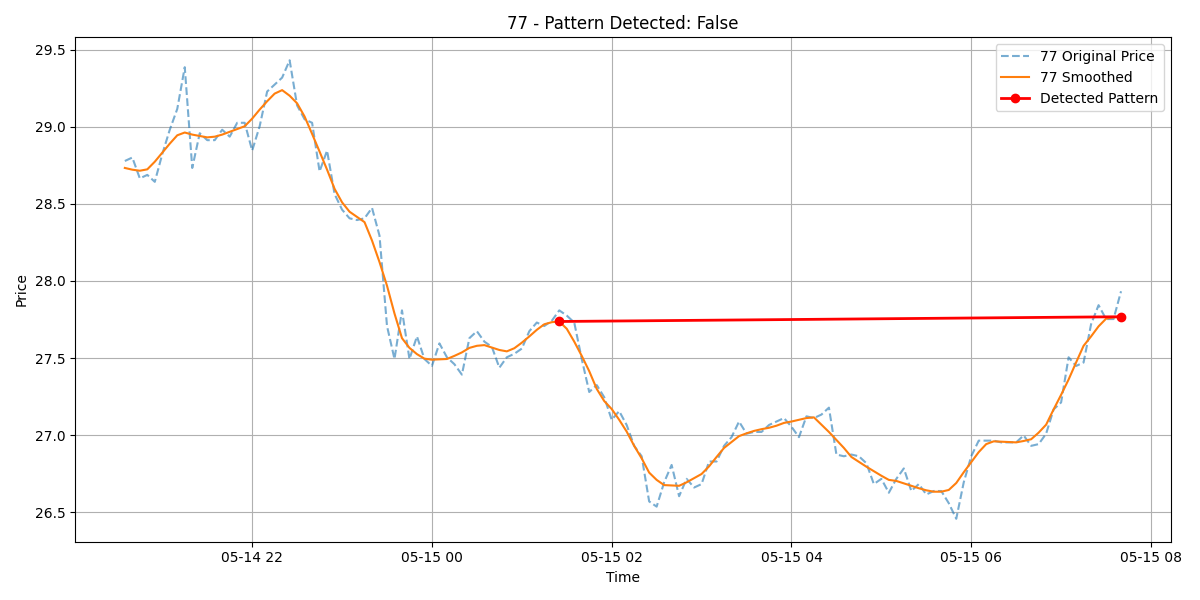 77 - Pattern Detected: False
77 Original Price
77 Smoothed
Detected Pattern
Price
29.5
29.0
28.5
28.0
27.5
27.0
26.5
05-14 22
05-15 00
05-15 02
05-15 04
05-15 06
05-15 08
Time